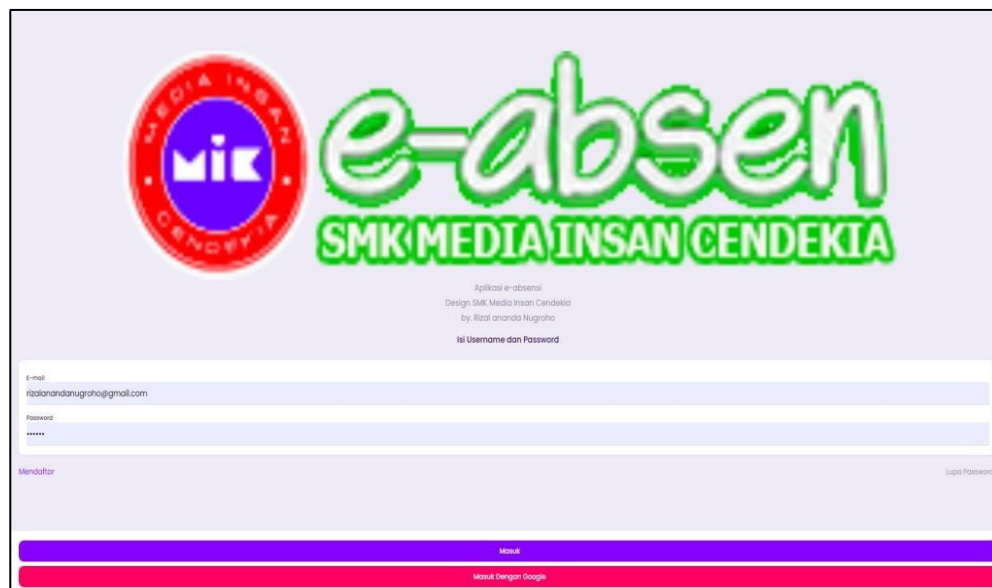 MEDIA INSAN
MIK
CENDEKIA
e-absen
SMK MEDIA INSAN CENDEKIA
Aplikasi e-absensi
Design SMK Media Insan Cendekia
by. Rizal ananda Nugroho
Isi Username dan Password
E-mail
rizalanandanugroho@gmail.com
Password
••••••
Mendaftar
Lupa Password
Masuk
Masuk Dengan Google